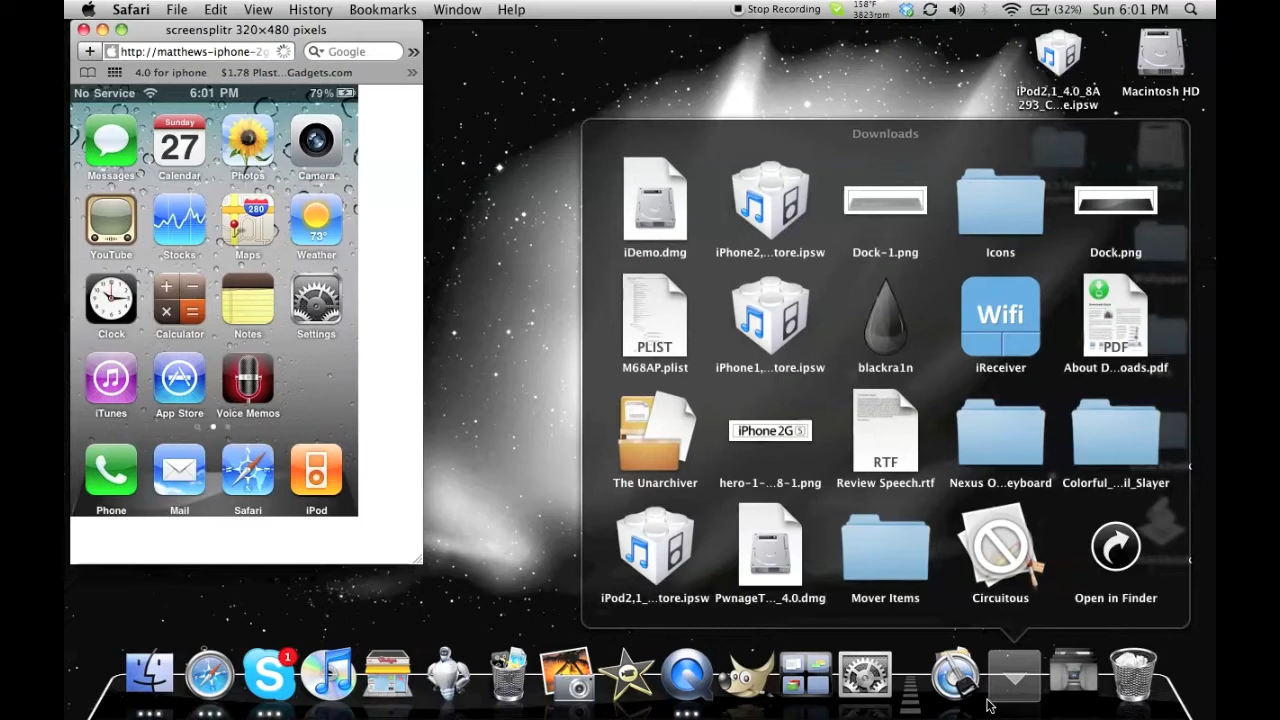 Safari File Edit View History Bookmarks Window Help Stop Recording 158°F 3823rpm (32%) Sun 6:01 PM
screensplitr 320×480 pixels
http://matthews-iphone-2g Google
4.0 for iphone $1.78 Plast...Gadgets.com
No Service 6:01 PM 79%
Sunday
27
Messages Calendar Photos Camera
280
73°
YouTube Stocks Maps Weather
Clock Calculator Notes Settings
iTunes App Store Voice Memos
Phone Mail Safari iPod
iPod2,1_4.0_8A
293_C...e.ipsw
Macintosh HD
Downloads
iDemo.dmg iPhone2,...tore.ipsw Dock-1.png Icons Dock.png
PLIST
Wifi
PDF
M68AP.plist iPhone1,...tore.ipsw blackra1n iReceiver About D...oads.pdf
iPhone 2G S
RTF
The Unarchiver hero-1-...8-1.png Review Speech.rtf Nexus O...eyboard Colorful_...il_Slayer
iPod2,1_...tore.ipsw PwnageT..._4.0.dmg Mover Items Circuitous Open in Finder
1